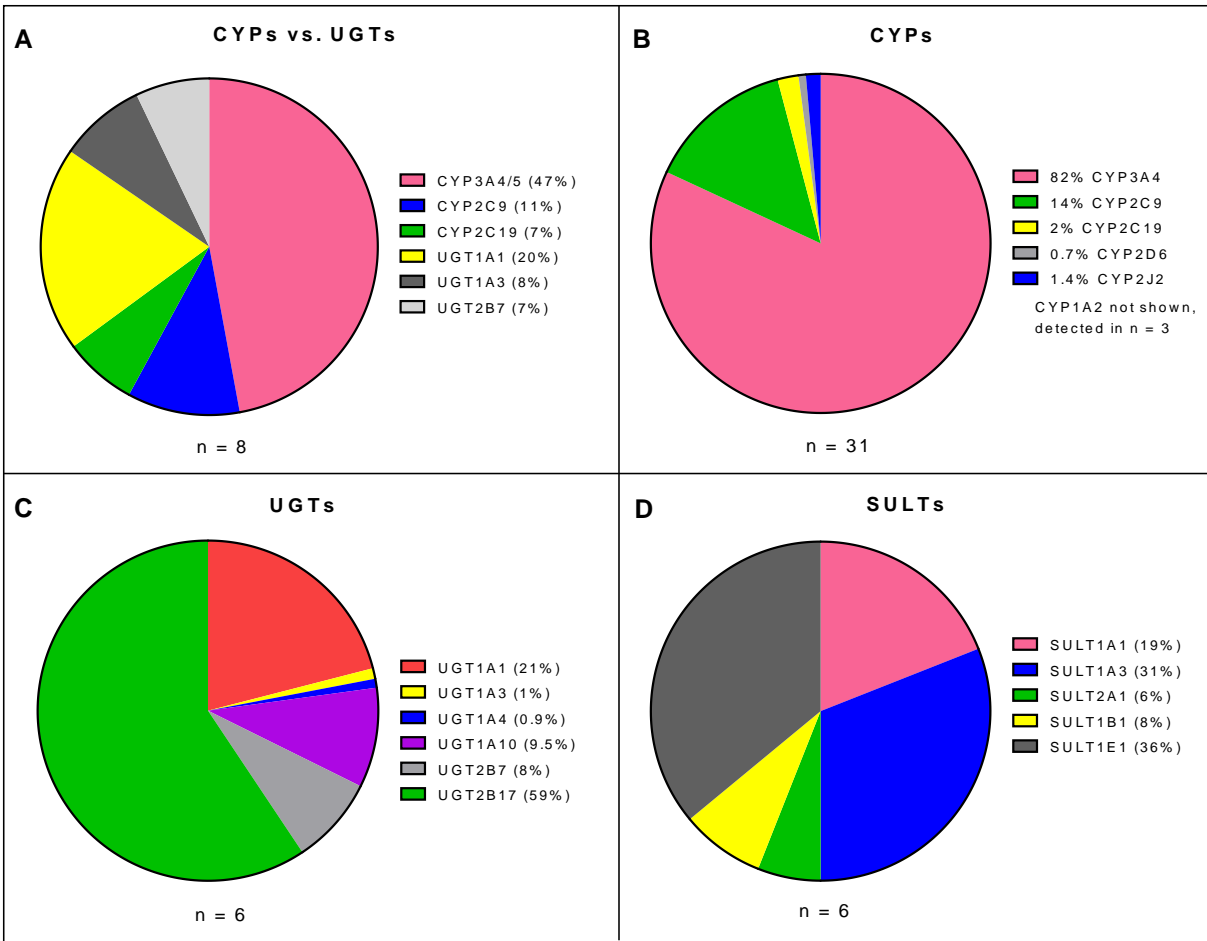 A
CYPs vs. UGTs
CYP3A4/5 (47%)
CYP2C9 (11%)
CYP2C19 (7%)
UGT1A1 (20%)
UGT1A3 (8%)
UGT2B7 (7%)
n = 8
B
CYPs
82% CYP3A4
14% CYP2C9
2% CYP2C19
0.7% CYP2D6
1.4% CYP2J2
CYP1A2 not shown,
detected in n = 3
n = 31
C
UGTs
UGT1A1 (21%)
UGT1A3 (1%)
UGT1A4 (0.9%)
UGT1A10 (9.5%)
UGT2B7 (8%)
UGT2B17 (59%)
n = 6
D
SULTs
SULT1A1 (19%)
SULT1A3 (31%)
SULT2A1 (6%)
SULT1B1 (8%)
SULT1E1 (36%)
n = 6